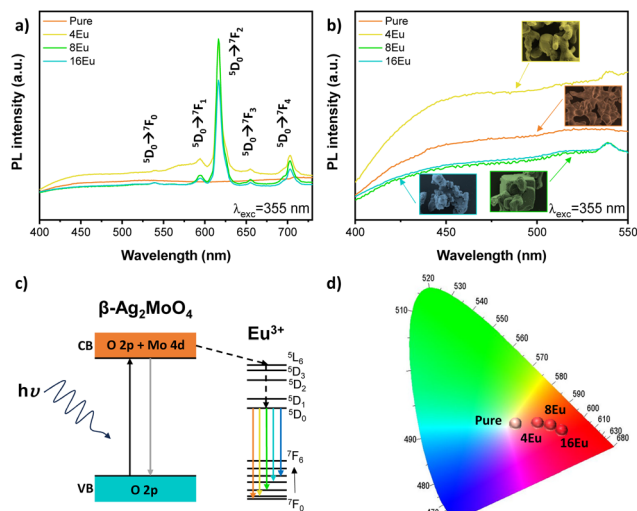 a)
Pure
4Eu
8Eu
16Eu
⁵D₀→⁷F₀
⁵D₀→⁷F₁
⁵D₀→⁷F₂
⁵D₀→⁷F₃
⁵D₀→⁷F₄
λexc=355 nm
PL intensity (a.u.)
400 450 500 550 600 650 700
Wavelength (nm)
b)
Pure
4Eu
8Eu
16Eu
λexc=355 nm
PL intensity (a.u.)
400 450 500 550
Wavelength (nm)
c)
β-Ag₂MoO₄
Eu³⁺
CB
O 2p + Mo 4d
hυ
VB
O 2p
⁵L₆
⁵D₃
⁵D₂
⁵D₁
⁵D₀
⁷F₆
⁷F₀
d)
520
530
540
510
550
560
570
580
590
600
610
630
680
490
480
470
Pure
4Eu
8Eu
16Eu